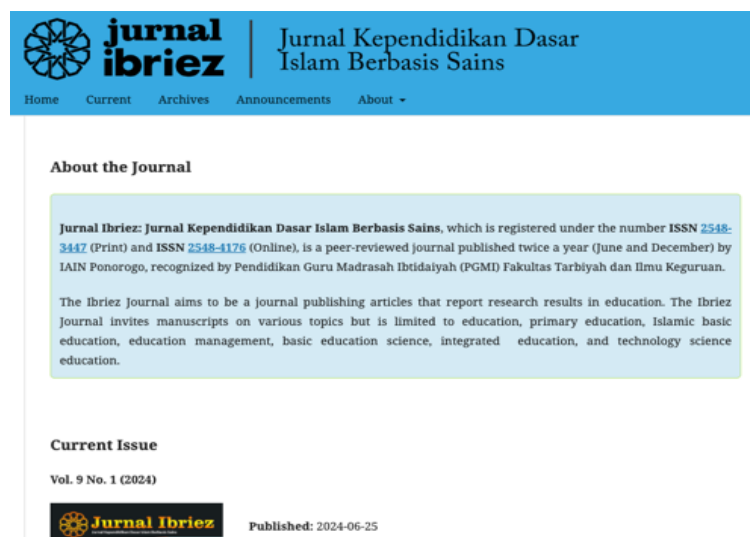 jurnal
ibriez
Jurnal Kependidikan Dasar
Islam Berbasis Sains
Home Current Archives Announcements About
About the Journal
Jurnal Ibriez: Jurnal Kependidikan Dasar Islam Berbasis Sains, which is registered under the number ISSN 2548-
3447 (Print) and ISSN 2548-4176 (Online), is a peer-reviewed journal published twice a year (June and December) by
IAIN Ponorogo, recognized by Pendidikan Guru Madrasah Ibtidaiyah (PGMI) Fakultas Tarbiyah dan Ilmu Keguruan.
The Ibriez Journal aims to be a journal publishing articles that report research results in education. The Ibriez
Journal invites manuscripts on various topics but is limited to education, primary education, Islamic basic
education, education management, basic education science, integrated education, and technology science
education.
Current Issue
Vol. 9 No. 1 (2024)
Jurnal Ibriez
Published: 2024-06-25